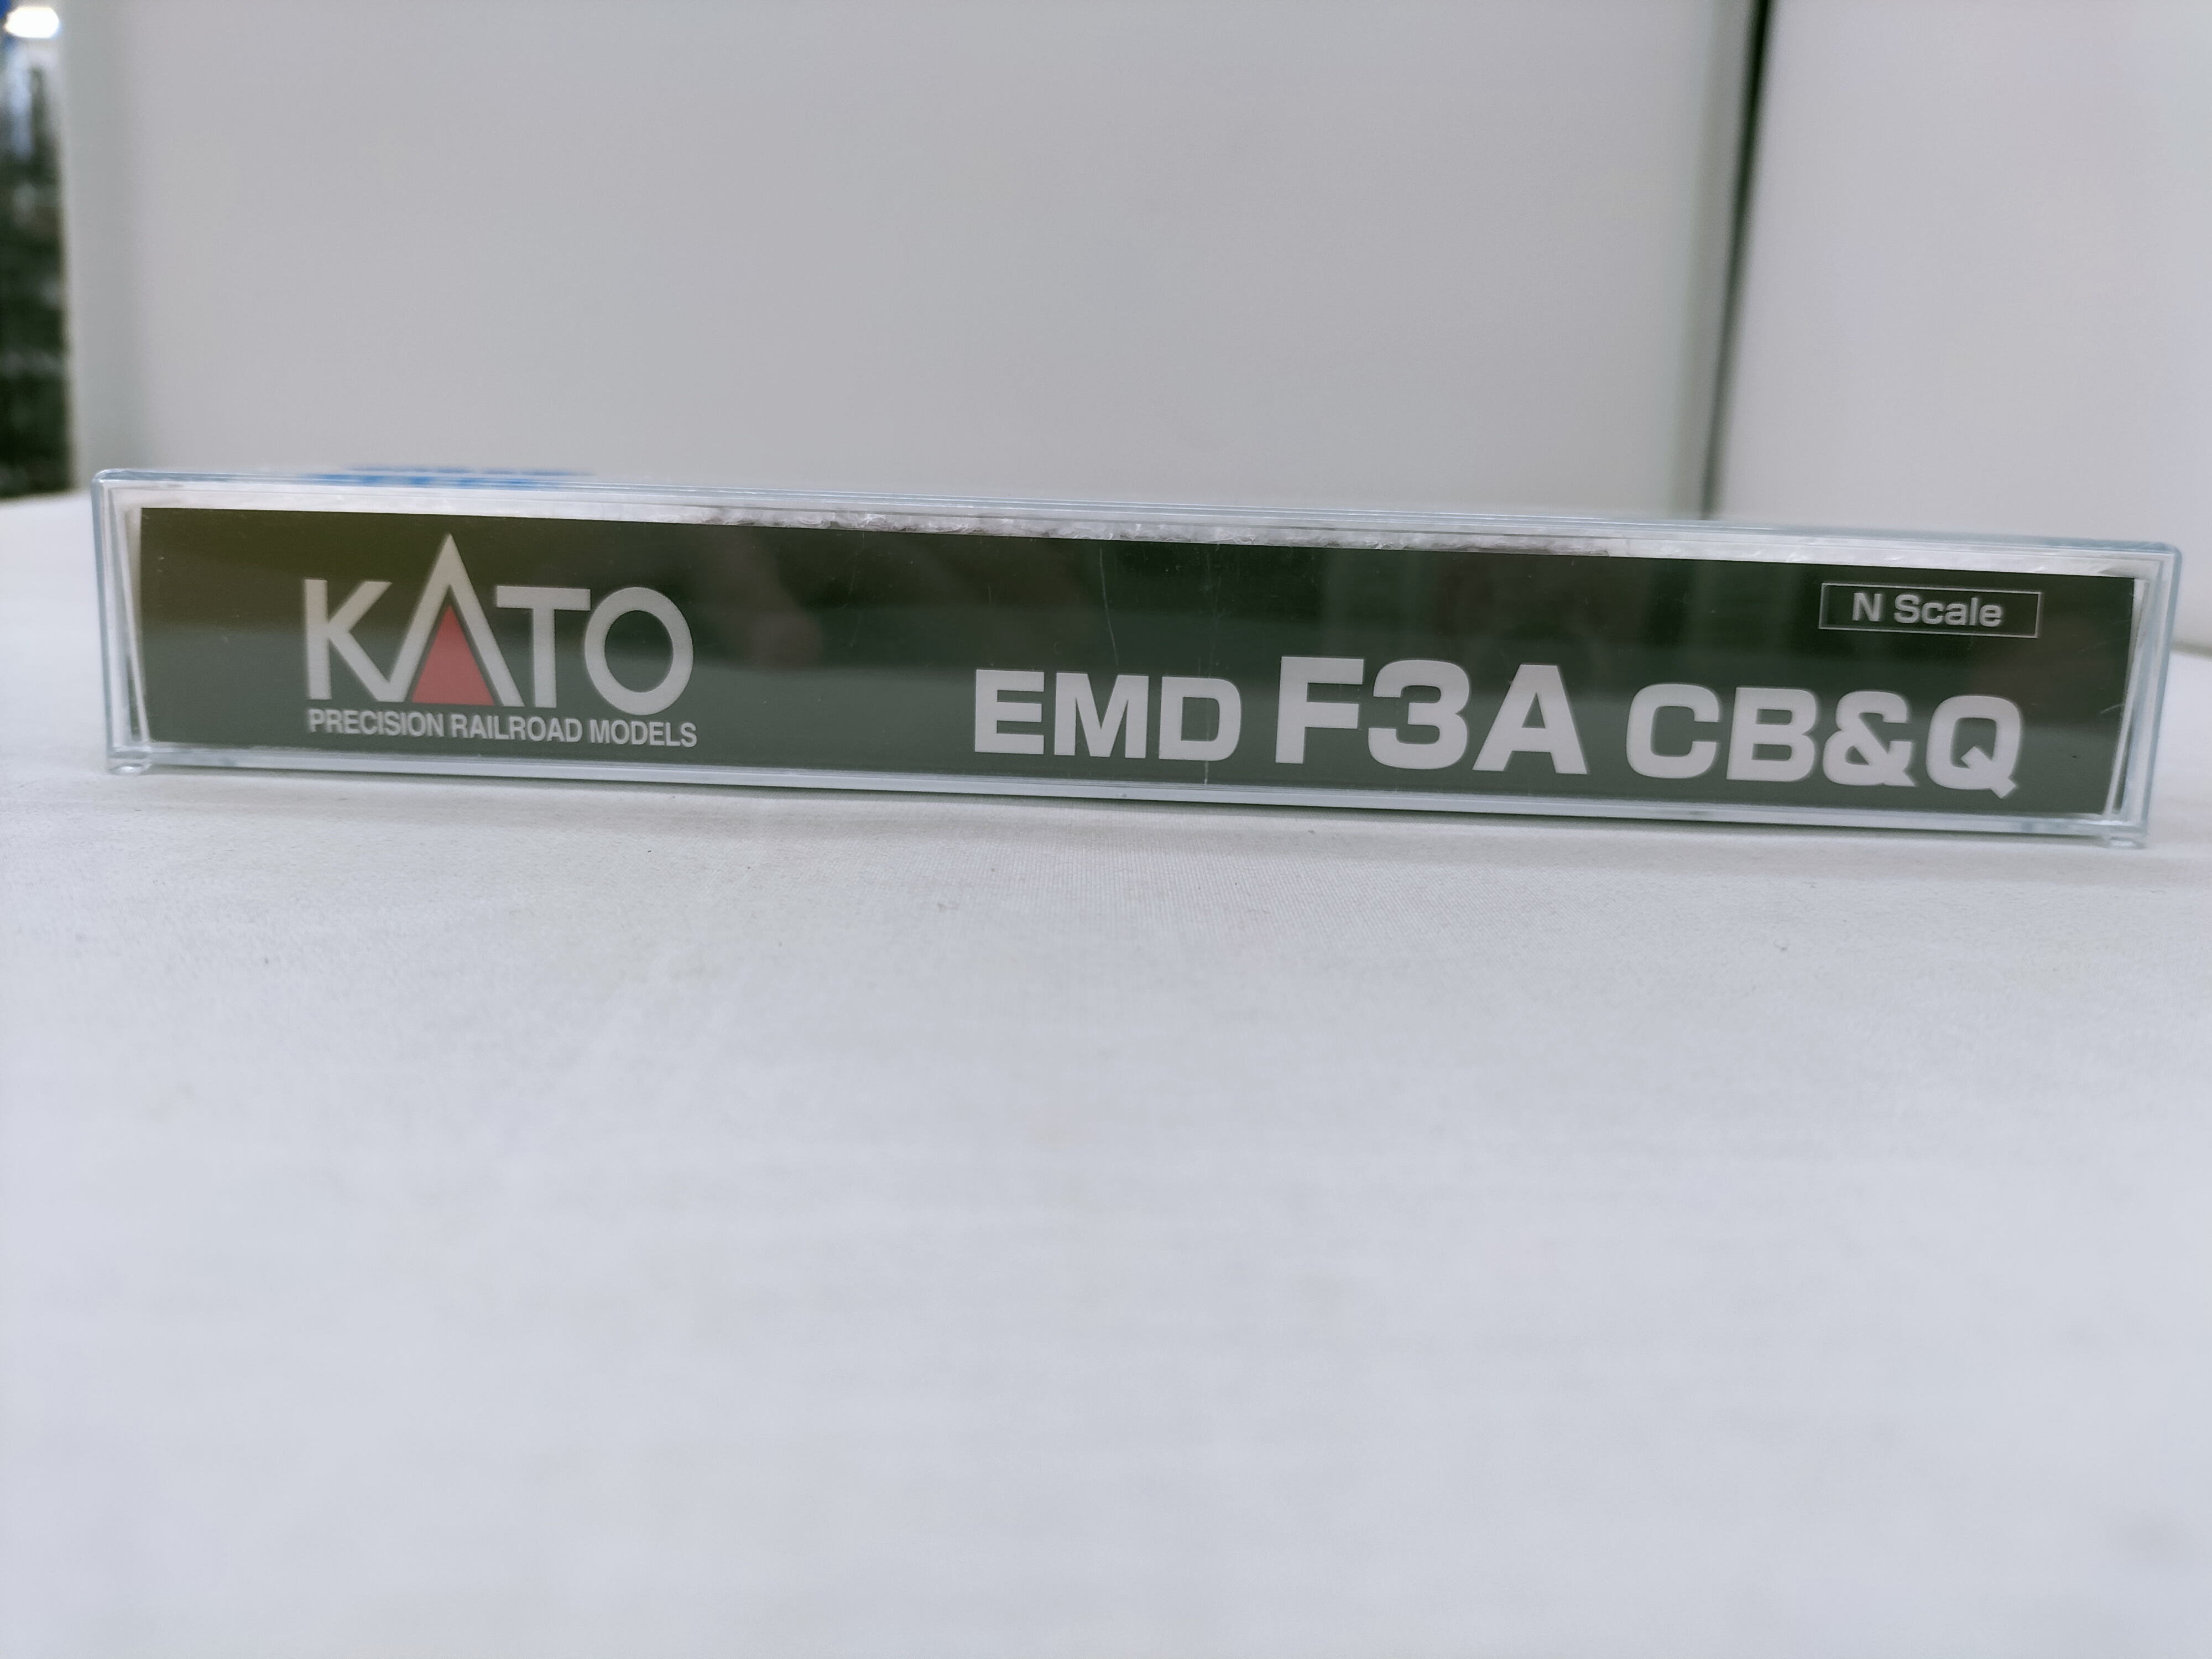 KATO
PRECISION RAILROAD MODELS
N Scale
EMD F3A CB&Q